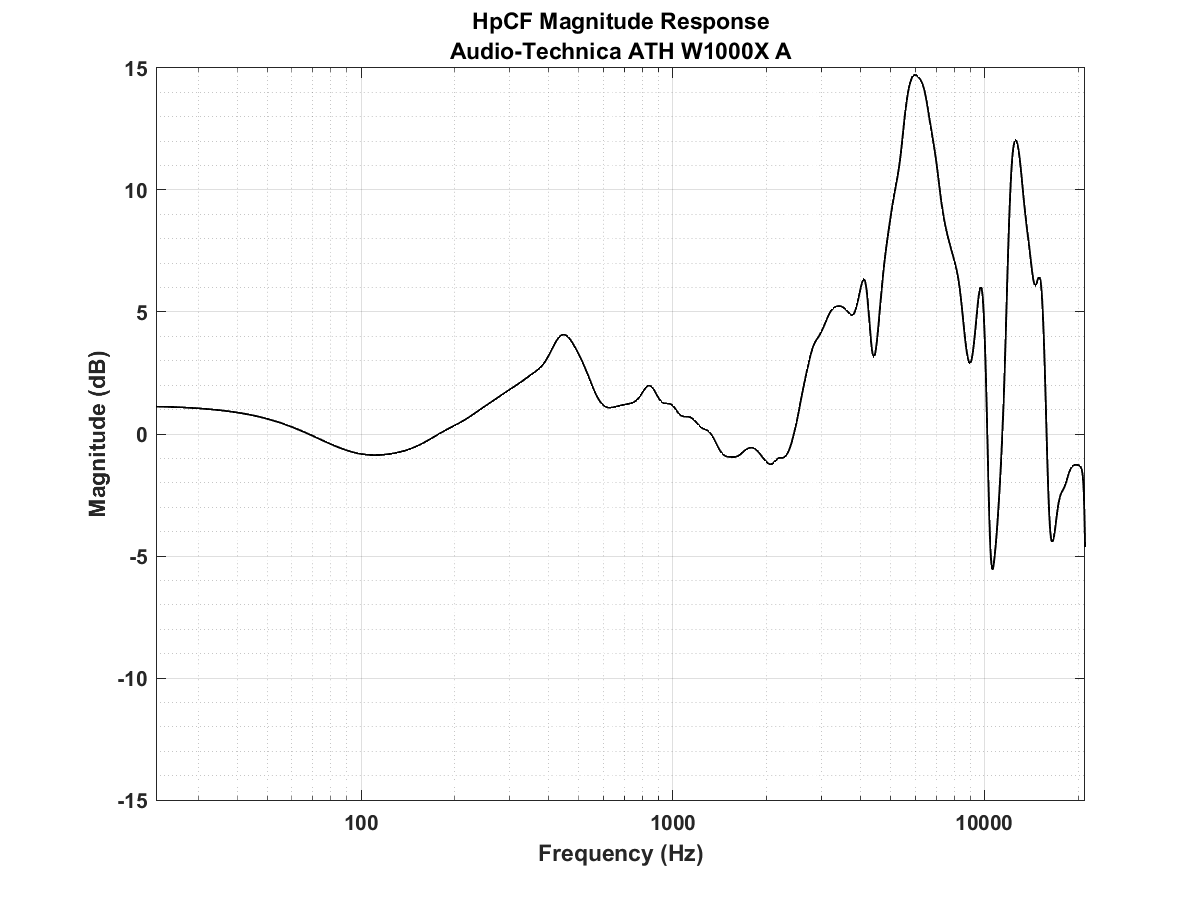 HpCF Magnitude Response
Audio-Technica ATH W1000X A
15
10
5
0
-5
-10
-15
Magnitude (dB)
100 1000 10000
Frequency (Hz)